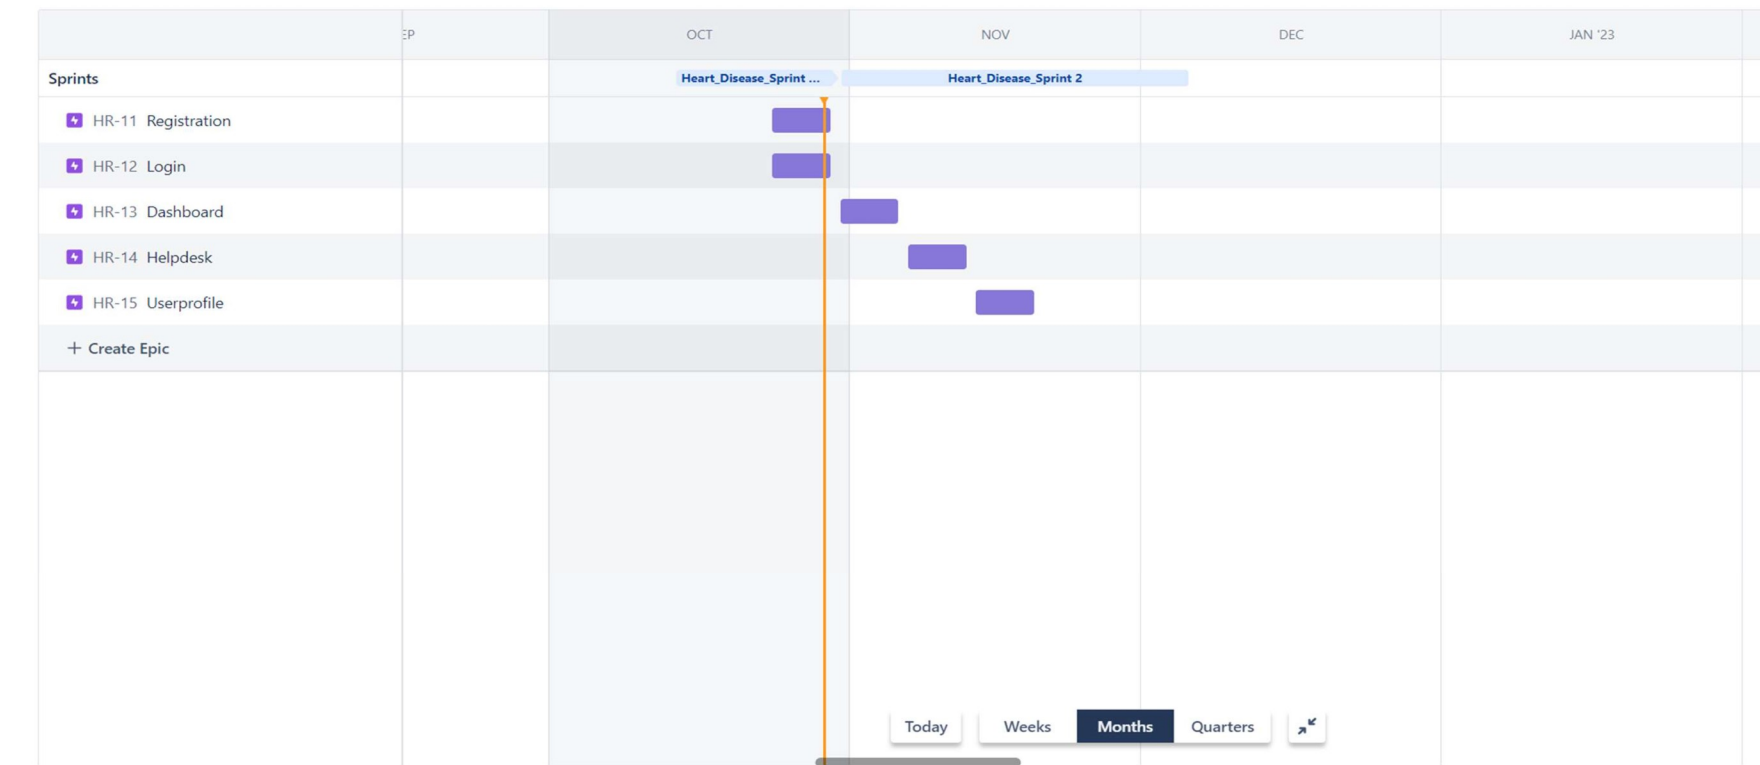 EP OCT NOV DEC JAN '23
Sprints Heart_Disease_Sprint ... Heart_Disease_Sprint 2
HR-11 Registration
HR-12 Login
HR-13 Dashboard
HR-14 Helpdesk
HR-15 Userprofile
+ Create Epic
Today Weeks Months Quarters